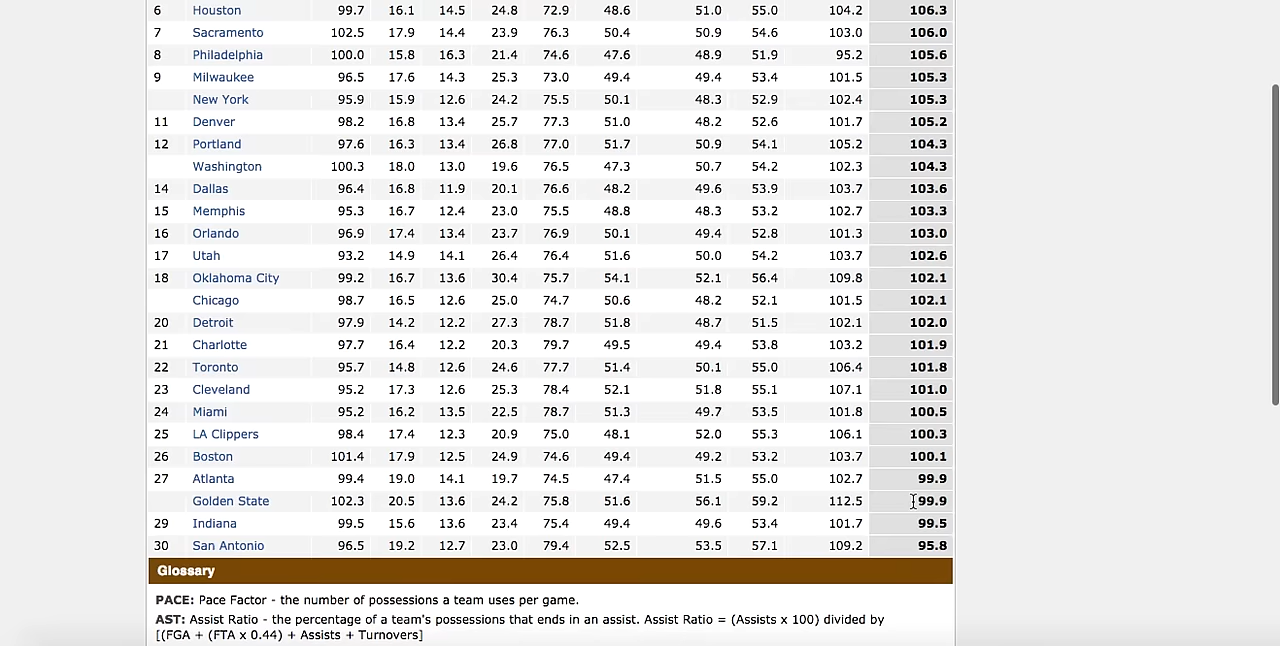 6 Houston 99.7 16.1 14.5 24.8 72.9 48.6 51.0 55.0 104.2 106.3
7 Sacramento 102.5 17.9 14.4 23.9 76.3 50.4 50.9 54.6 103.0 106.0
8 Philadelphia 100.0 15.8 16.3 21.4 74.6 47.6 48.9 51.9 95.2 105.6
9 Milwaukee 96.5 17.6 14.3 25.3 73.0 49.4 49.4 53.4 101.5 105.3
New York 95.9 15.9 12.6 24.2 75.5 50.1 48.3 52.9 102.4 105.3
11 Denver 98.2 16.8 13.4 25.7 77.3 51.0 48.2 52.6 101.7 105.2
12 Portland 97.6 16.3 13.4 26.8 77.0 51.7 50.9 54.1 105.2 104.3
Washington 100.3 18.0 13.0 19.6 76.5 47.3 50.7 54.2 102.3 104.3
14 Dallas 96.4 16.8 11.9 20.1 76.6 48.2 49.6 53.9 103.7 103.6
15 Memphis 95.3 16.7 12.4 23.0 75.5 48.8 48.3 53.2 102.7 103.3
16 Orlando 96.9 17.4 13.4 23.7 76.9 50.1 49.4 52.8 101.3 103.0
17 Utah 93.2 14.9 14.1 26.4 76.4 51.6 50.0 54.2 103.7 102.6
18 Oklahoma City 99.2 16.7 13.6 30.4 75.7 54.1 52.1 56.4 109.8 102.1
Chicago 98.7 16.5 12.6 25.0 74.7 50.6 48.2 52.1 101.5 102.1
20 Detroit 97.9 14.2 12.2 27.3 78.7 51.8 48.7 51.5 102.1 102.0
21 Charlotte 97.7 16.4 12.2 20.3 79.7 49.5 49.4 53.8 103.2 101.9
22 Toronto 95.7 14.8 12.6 24.6 77.7 51.4 50.1 55.0 106.4 101.8
23 Cleveland 95.2 17.3 12.6 25.3 78.4 52.1 51.8 55.1 107.1 101.0
24 Miami 95.2 16.2 13.5 22.5 78.7 51.3 49.7 53.5 101.8 100.5
25 LA Clippers 98.4 17.4 12.3 20.9 75.0 48.1 52.0 55.3 106.1 100.3
26 Boston 101.4 17.9 12.5 24.9 74.6 49.4 49.2 53.2 103.7 100.1
27 Atlanta 99.4 19.0 14.1 19.7 74.5 47.4 51.5 55.0 102.7 99.9
Golden State 102.3 20.5 13.6 24.2 75.8 51.6 56.1 59.2 112.5 99.9
29 Indiana 99.5 15.6 13.6 23.4 75.4 49.4 49.6 53.4 101.7 99.5
30 San Antonio 96.5 19.2 12.7 23.0 79.4 52.5 53.5 57.1 109.2 95.8
Glossary
PACE: Pace Factor - the number of possessions a team uses per game.
AST: Assist Ratio - the percentage of a team's possessions that ends in an assist. Assist Ratio = (Assists x 100) divided by
[(FGA + (FTA x 0.44) + Assists + Turnovers]